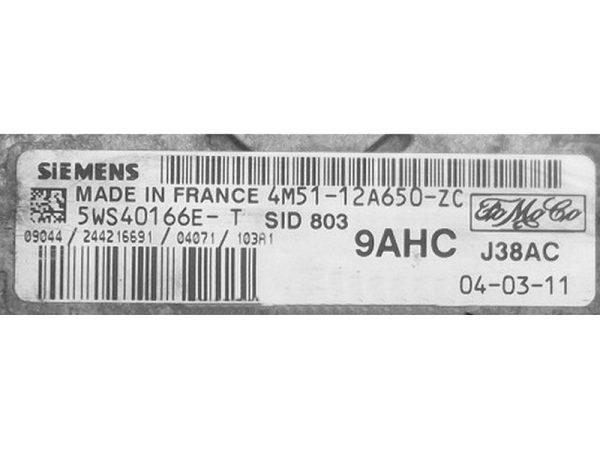 SIEMENS
MADE IN FRANCE 4M51-12A650-ZC
5WS40166E- T SID 803 FoMoCo
09044 / 244216691 / 04071 / 103A1
9AHC J38AC
04-03-11